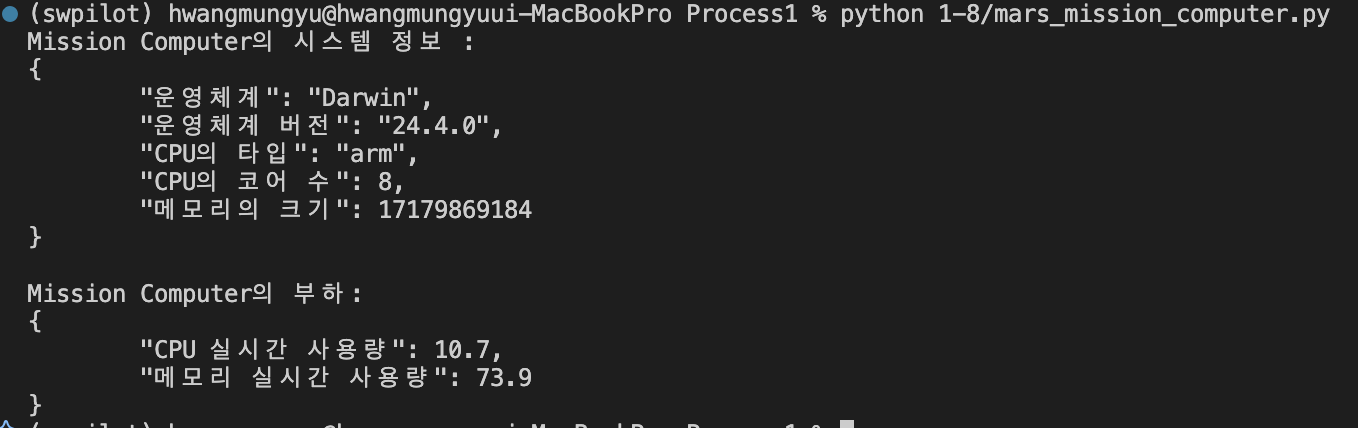 (swpilot) hwangmungyu@hwangmungyuui-MacBookPro Process1 % python 1-8/mars_mission_computer.py
Mission Computer의 시스템 정보 :
{
        "운영체계": "Darwin",
        "운영체계 버전": "24.4.0",
        "CPU의 타입": "arm",
        "CPU의 코어 수": 8,
        "메모리의 크기": 17179869184
}

Mission Computer의 부하:
{
        "CPU 실시간 사용량": 10.7,
        "메모리 실시간 사용량": 73.9
}